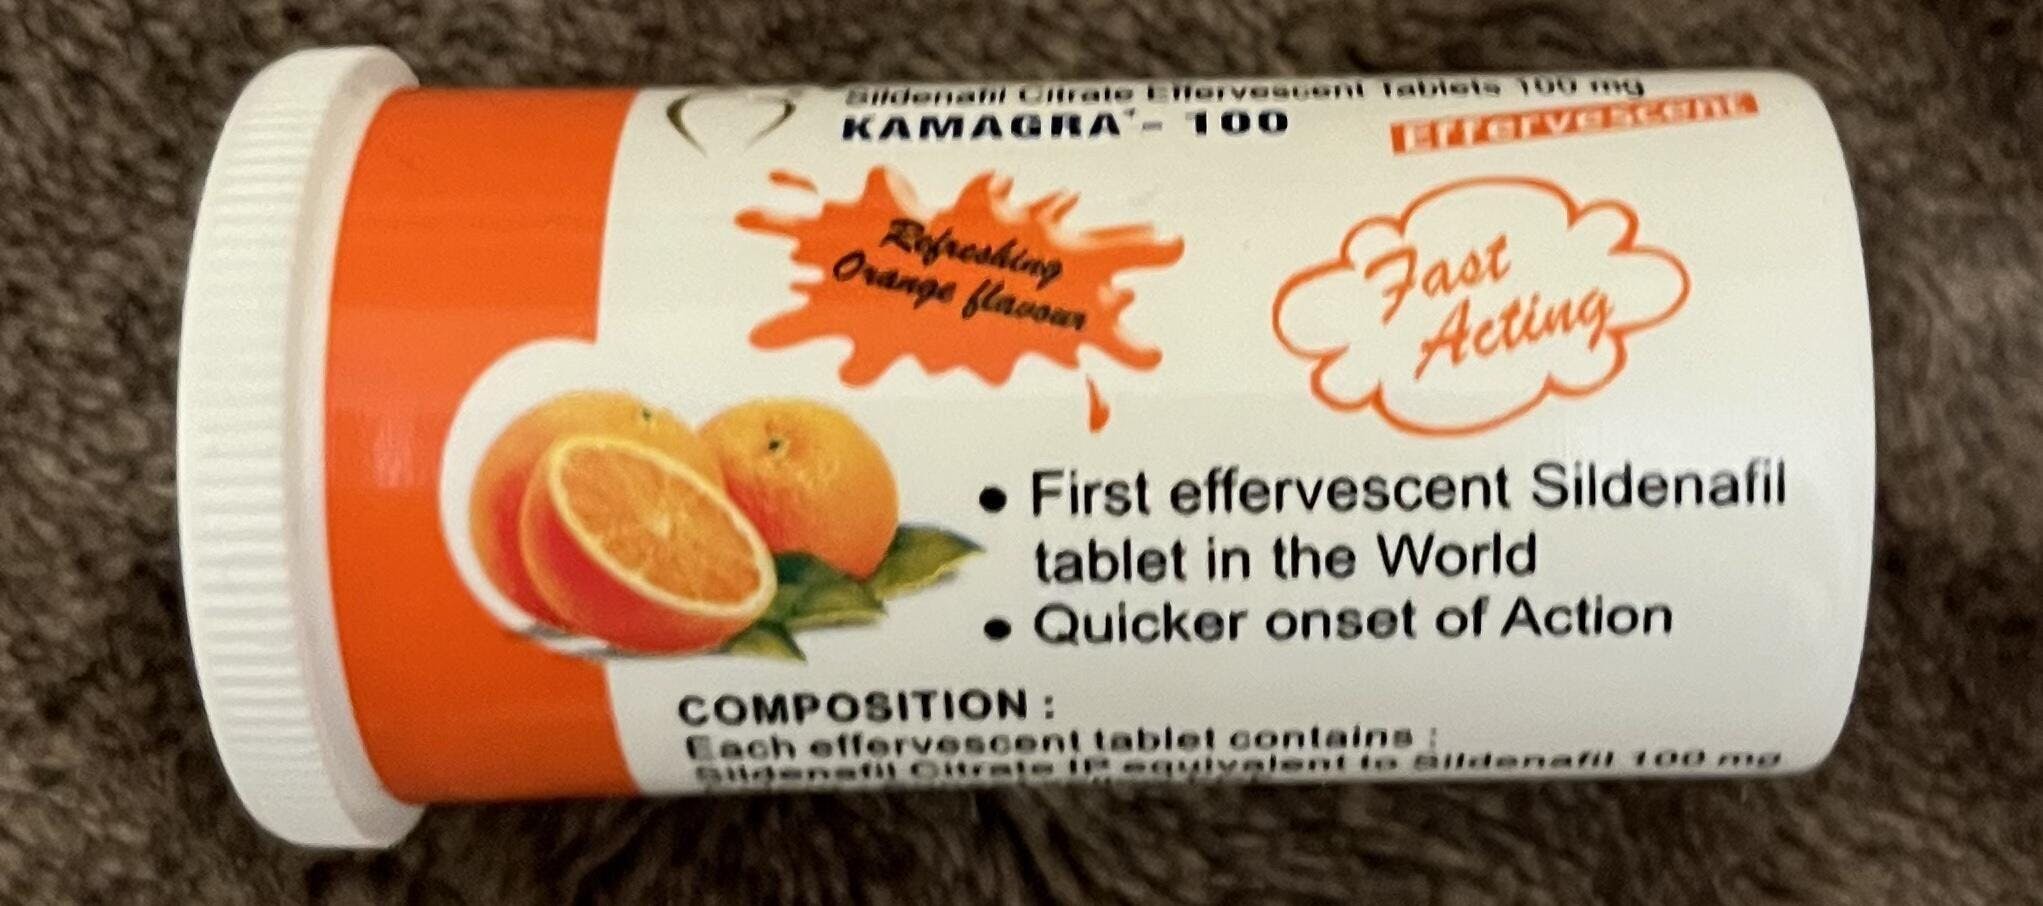 Sildenafil Citrate Effervescent Tablets 100 mg
KAMAGRA - 100
Effervescent
Refreshing
Orange flavour
Fast
Acting
• First effervescent Sildenafil
tablet in the World
• Quicker onset of Action
COMPOSITION :
Each effervescent tablet contains :
Sildenafil Citrate IP equivalent to Sildenafil 100 mg